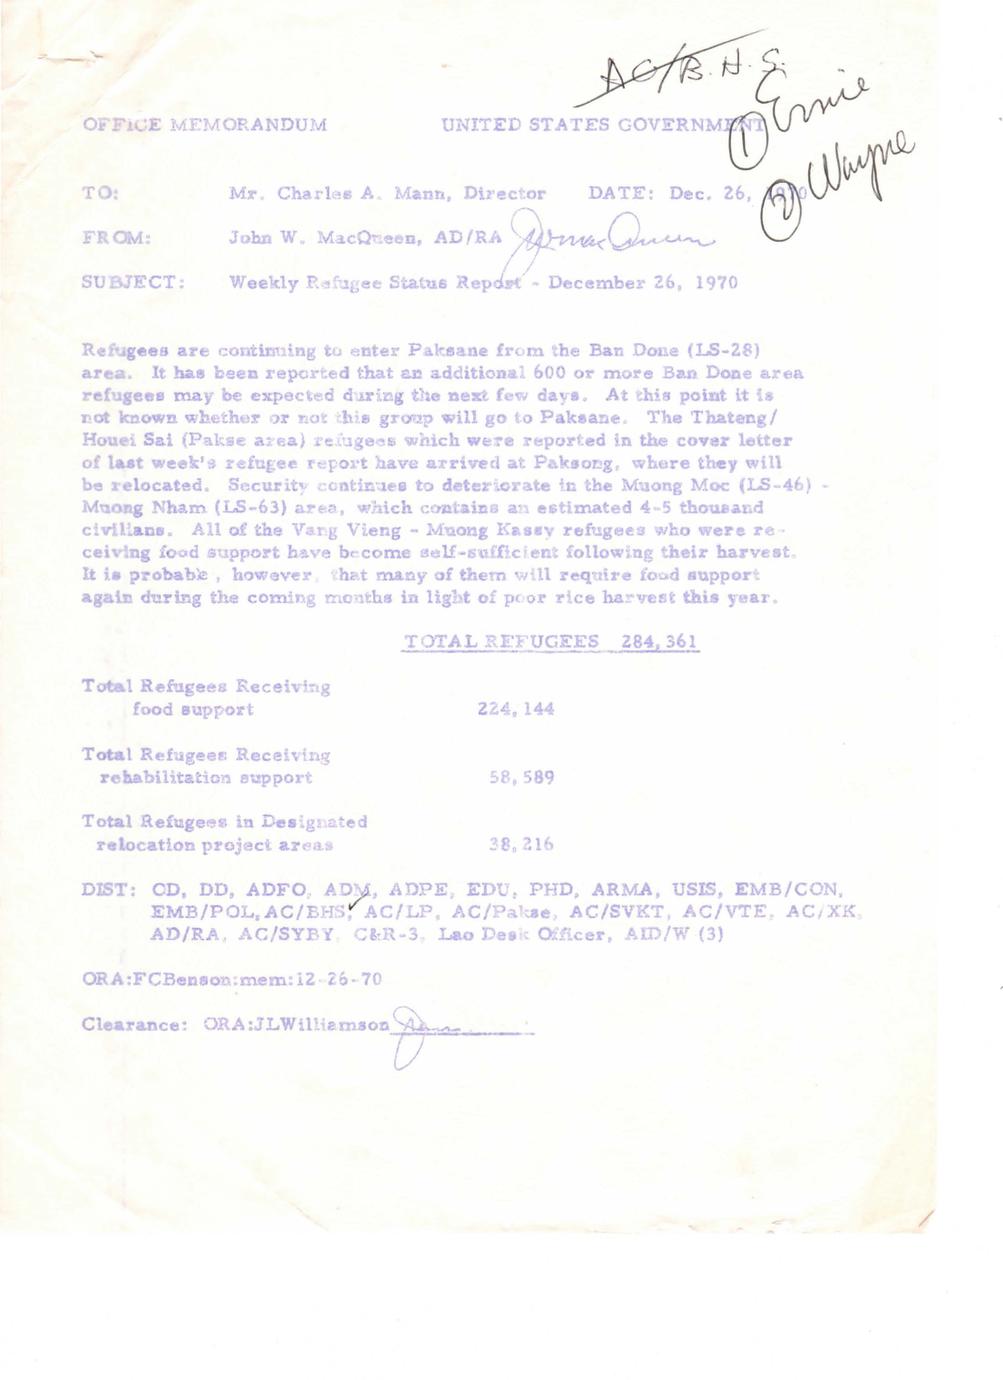 AC/B.H.S.
① Ernie
② Wayne
OFFICE MEMORANDUM UNITED STATES GOVERNMENT
TO: Mr. Charles A. Mann, Director DATE: Dec. 26, 1970
FROM: John W. MacQueen, AD/RA
SUBJECT: Weekly Refugee Status Report - December 26, 1970
Refugees are continuing to enter Paksane from the Ban Done (LS-28)
area. It has been reported that an additional 600 or more Ban Done area
refugees may be expected during the next few days. At this point it is
not known whether or not this group will go to Paksane. The Thateng/
Houei Sai (Pakse area) refugees which were reported in the cover letter
of last week's refugee report have arrived at Paksong, where they will
be relocated. Security continues to deteriorate in the Muong Moc (LS-46) -
Muong Nham (LS-63) area, which contains an estimated 4-5 thousand
civilians. All of the Vang Vieng - Muong Kassy refugees who were re-
ceiving food support have become self-sufficient following their harvest.
It is probable, however, that many of them will require food support
again during the coming months in light of poor rice harvest this year.
TOTAL REFUGEES 284,361
Total Refugees Receiving
food support 224,144
Total Refugees Receiving
rehabilitation support 58,589
Total Refugees in Designated
relocation project areas 38,216
DIST: CD, DD, ADFO, ADM, ADPE, EDU, PHD, ARMA, USIS, EMB/CON,
EMB/POL, AC/BHS, AC/LP, AC/Pakse, AC/SVKT, AC/VTE, AC/XK,
AD/RA, AC/SYBY, C&R-3, Lao Desk Officer, AID/W (3)
ORA:FCBenson:mem:12-26-70
Clearance: ORA:JLWilliamson